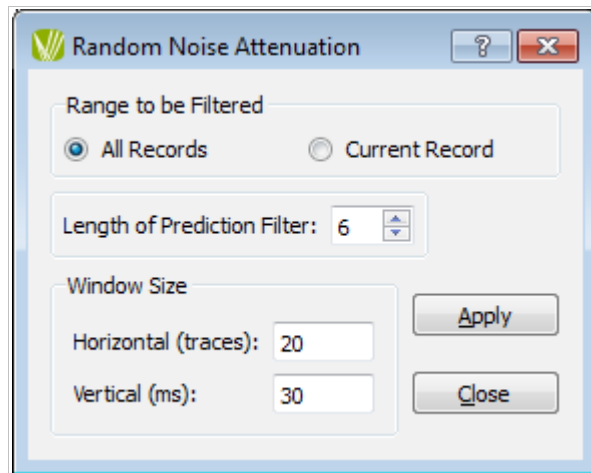 Random Noise Attenuation
?
Range to be Filtered
All Records Current Record
Length of Prediction Filter: 6
Window Size
Horizontal (traces): 20
Vertical (ms): 30
Apply
Close